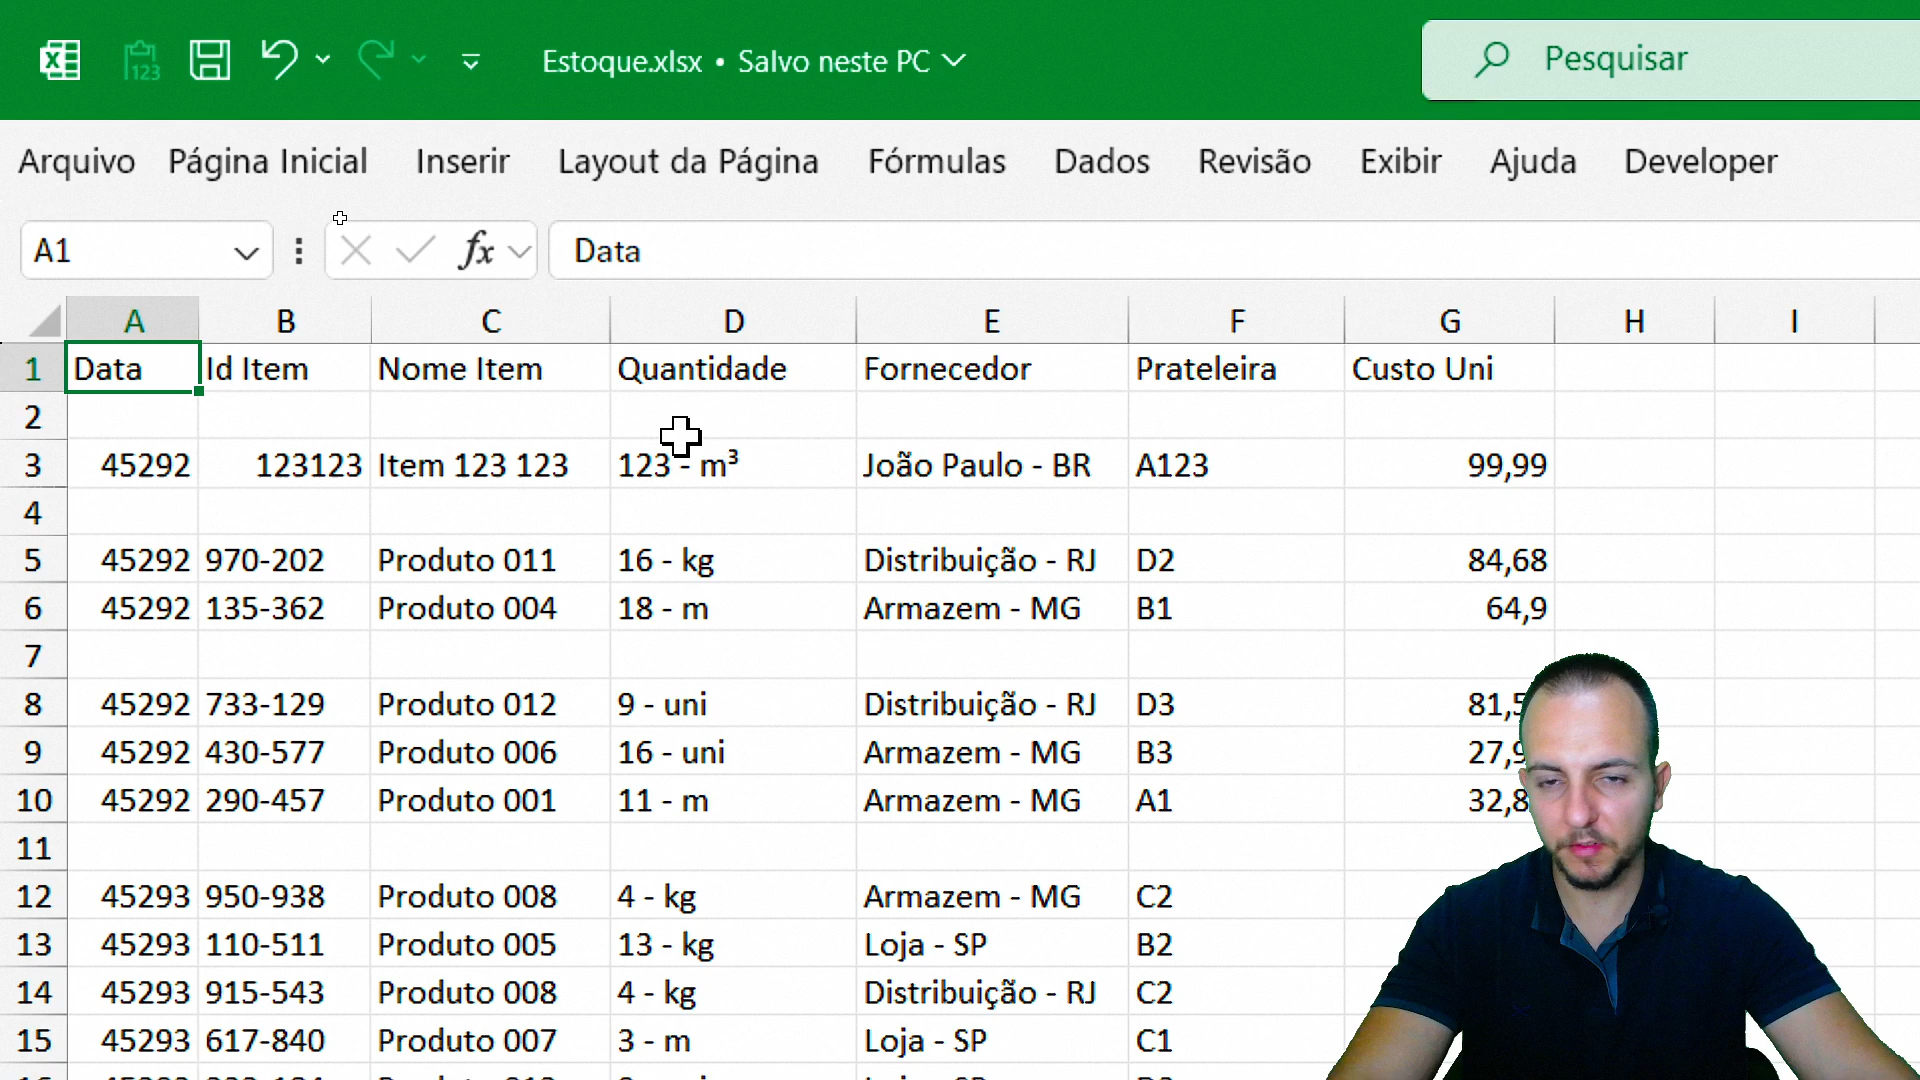 Estoque.xlsx • Salvo neste PC
Pesquisar
Arquivo Página Inicial Inserir Layout da Página Fórmulas Dados Revisão Exibir Ajuda Developer
A1 fx Data
A B C D E F G H I
1 Data Id Item Nome Item Quantidade Fornecedor Prateleira Custo Uni
2
3 45292 123123 Item 123 123 123 - m³ João Paulo - BR A123 99,99
4
5 45292 970-202 Produto 011 16 - kg Distribuição - RJ D2 84,68
6 45292 135-362 Produto 004 18 - m Armazem - MG B1 64,9
7
8 45292 733-129 Produto 012 9 - uni Distribuição - RJ D3
9 45292 430-577 Produto 006 16 - uni Armazem - MG B3
10 45292 290-457 Produto 001 11 - m Armazem - MG A1
11
12 45293 950-938 Produto 008 4 - kg Armazem - MG C2
13 45293 110-511 Produto 005 13 - kg Loja - SP B2
14 45293 915-543 Produto 008 4 - kg Distribuição - RJ C2
15 45293 617-840 Produto 007 3 - m Loja - SP C1